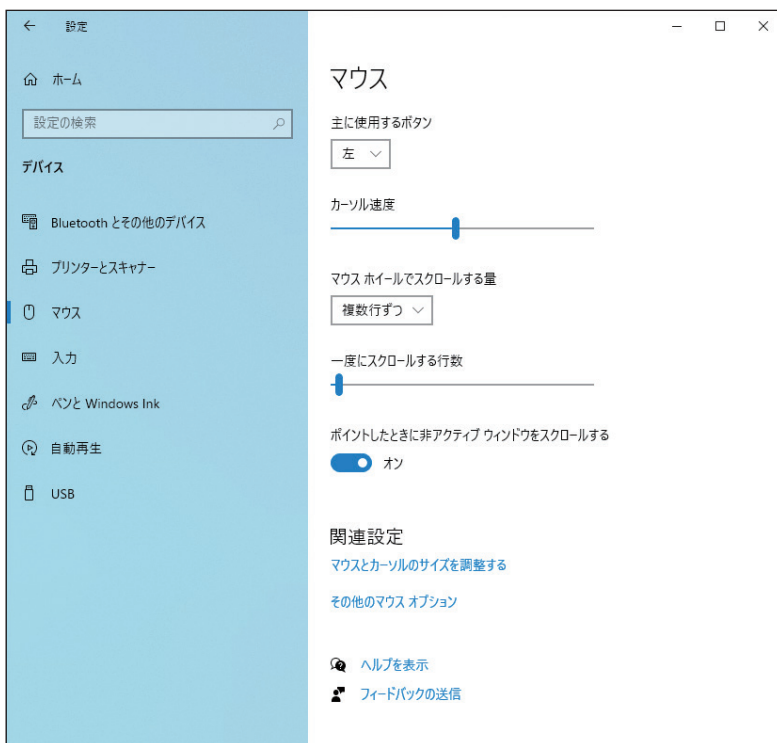 設定
ホーム
設定の検索
デバイス
Bluetooth とその他のデバイス
プリンターとスキャナー
マウス
入力
ペンと Windows Ink
自動再生
USB
マウス
主に使用するボタン
左
カーソル速度
マウス ホイールでスクロールする量
複数行ずつ
一度にスクロールする行数
ポイントしたときに非アクティブ ウィンドウをスクロールする
オン
関連設定
マウスとカーソルのサイズを調整する
その他のマウス オプション
ヘルプを表示
フィードバックの送信